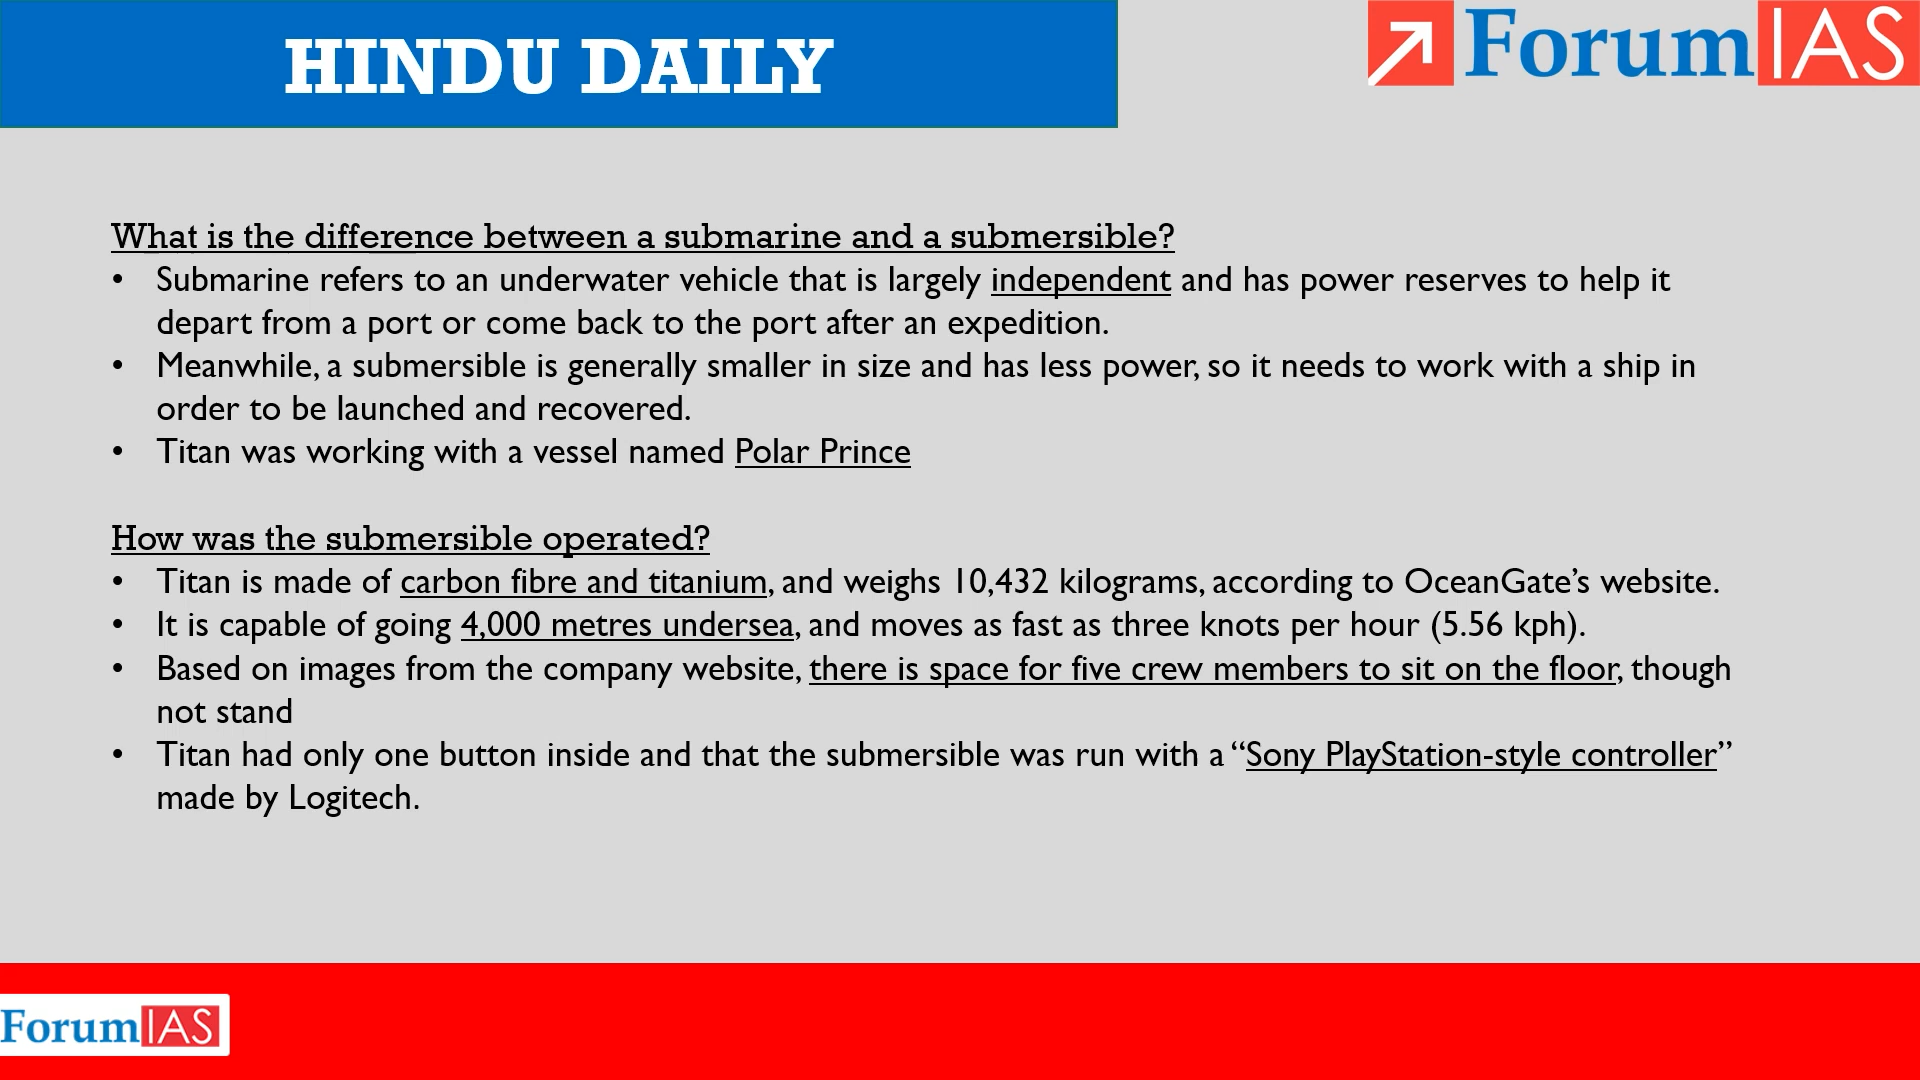 HINDU DAILY
Forum IAS
What is the difference between a submarine and a submersible?
• Submarine refers to an underwater vehicle that is largely independent and has power reserves to help it
depart from a port or come back to the port after an expedition.
• Meanwhile, a submersible is generally smaller in size and has less power, so it needs to work with a ship in
order to be launched and recovered.
• Titan was working with a vessel named Polar Prince
How was the submersible operated?
• Titan is made of carbon fibre and titanium, and weighs 10,432 kilograms, according to OceanGate’s website.
• It is capable of going 4,000 metres undersea, and moves as fast as three knots per hour (5.56 kph).
• Based on images from the company website, there is space for five crew members to sit on the floor, though
not stand
• Titan had only one button inside and that the submersible was run with a “Sony PlayStation-style controller”
made by Logitech.
Forum IAS